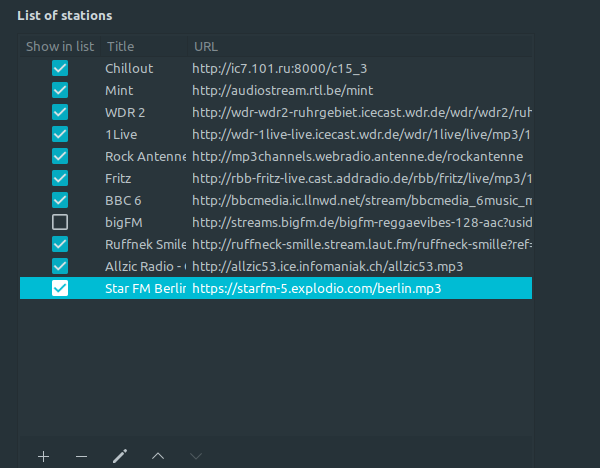 List of stations
Show in list Title URL
Chillout http://ic7.101.ru:8000/c15_3
Mint http://audiostream.rtl.be/mint
WDR 2 http://wdr-wdr2-ruhrgebiet.icecast.wdr.de/wdr/wdr2/ruh
1Live http://wdr-1live-live.icecast.wdr.de/wdr/1live/live/mp3/1
Rock Antenne http://mp3channels.webradio.antenne.de/rockantenne
Fritz http://rbb-fritz-live.cast.addradio.de/rbb/fritz/live/mp3/1
BBC 6 http://bbcmedia.ic.llnwd.net/stream/bbcmedia_6music_m
bigFM http://streams.bigfm.de/bigfm-reggaevibes-128-aac?usid
Ruffnek Smile http://ruffneck-smille.stream.laut.fm/ruffneck-smille?ref=
Allzic Radio - http://allzic53.ice.infomaniak.ch/allzic53.mp3
Star FM Berlin https://starfm-5.explodio.com/berlin.mp3